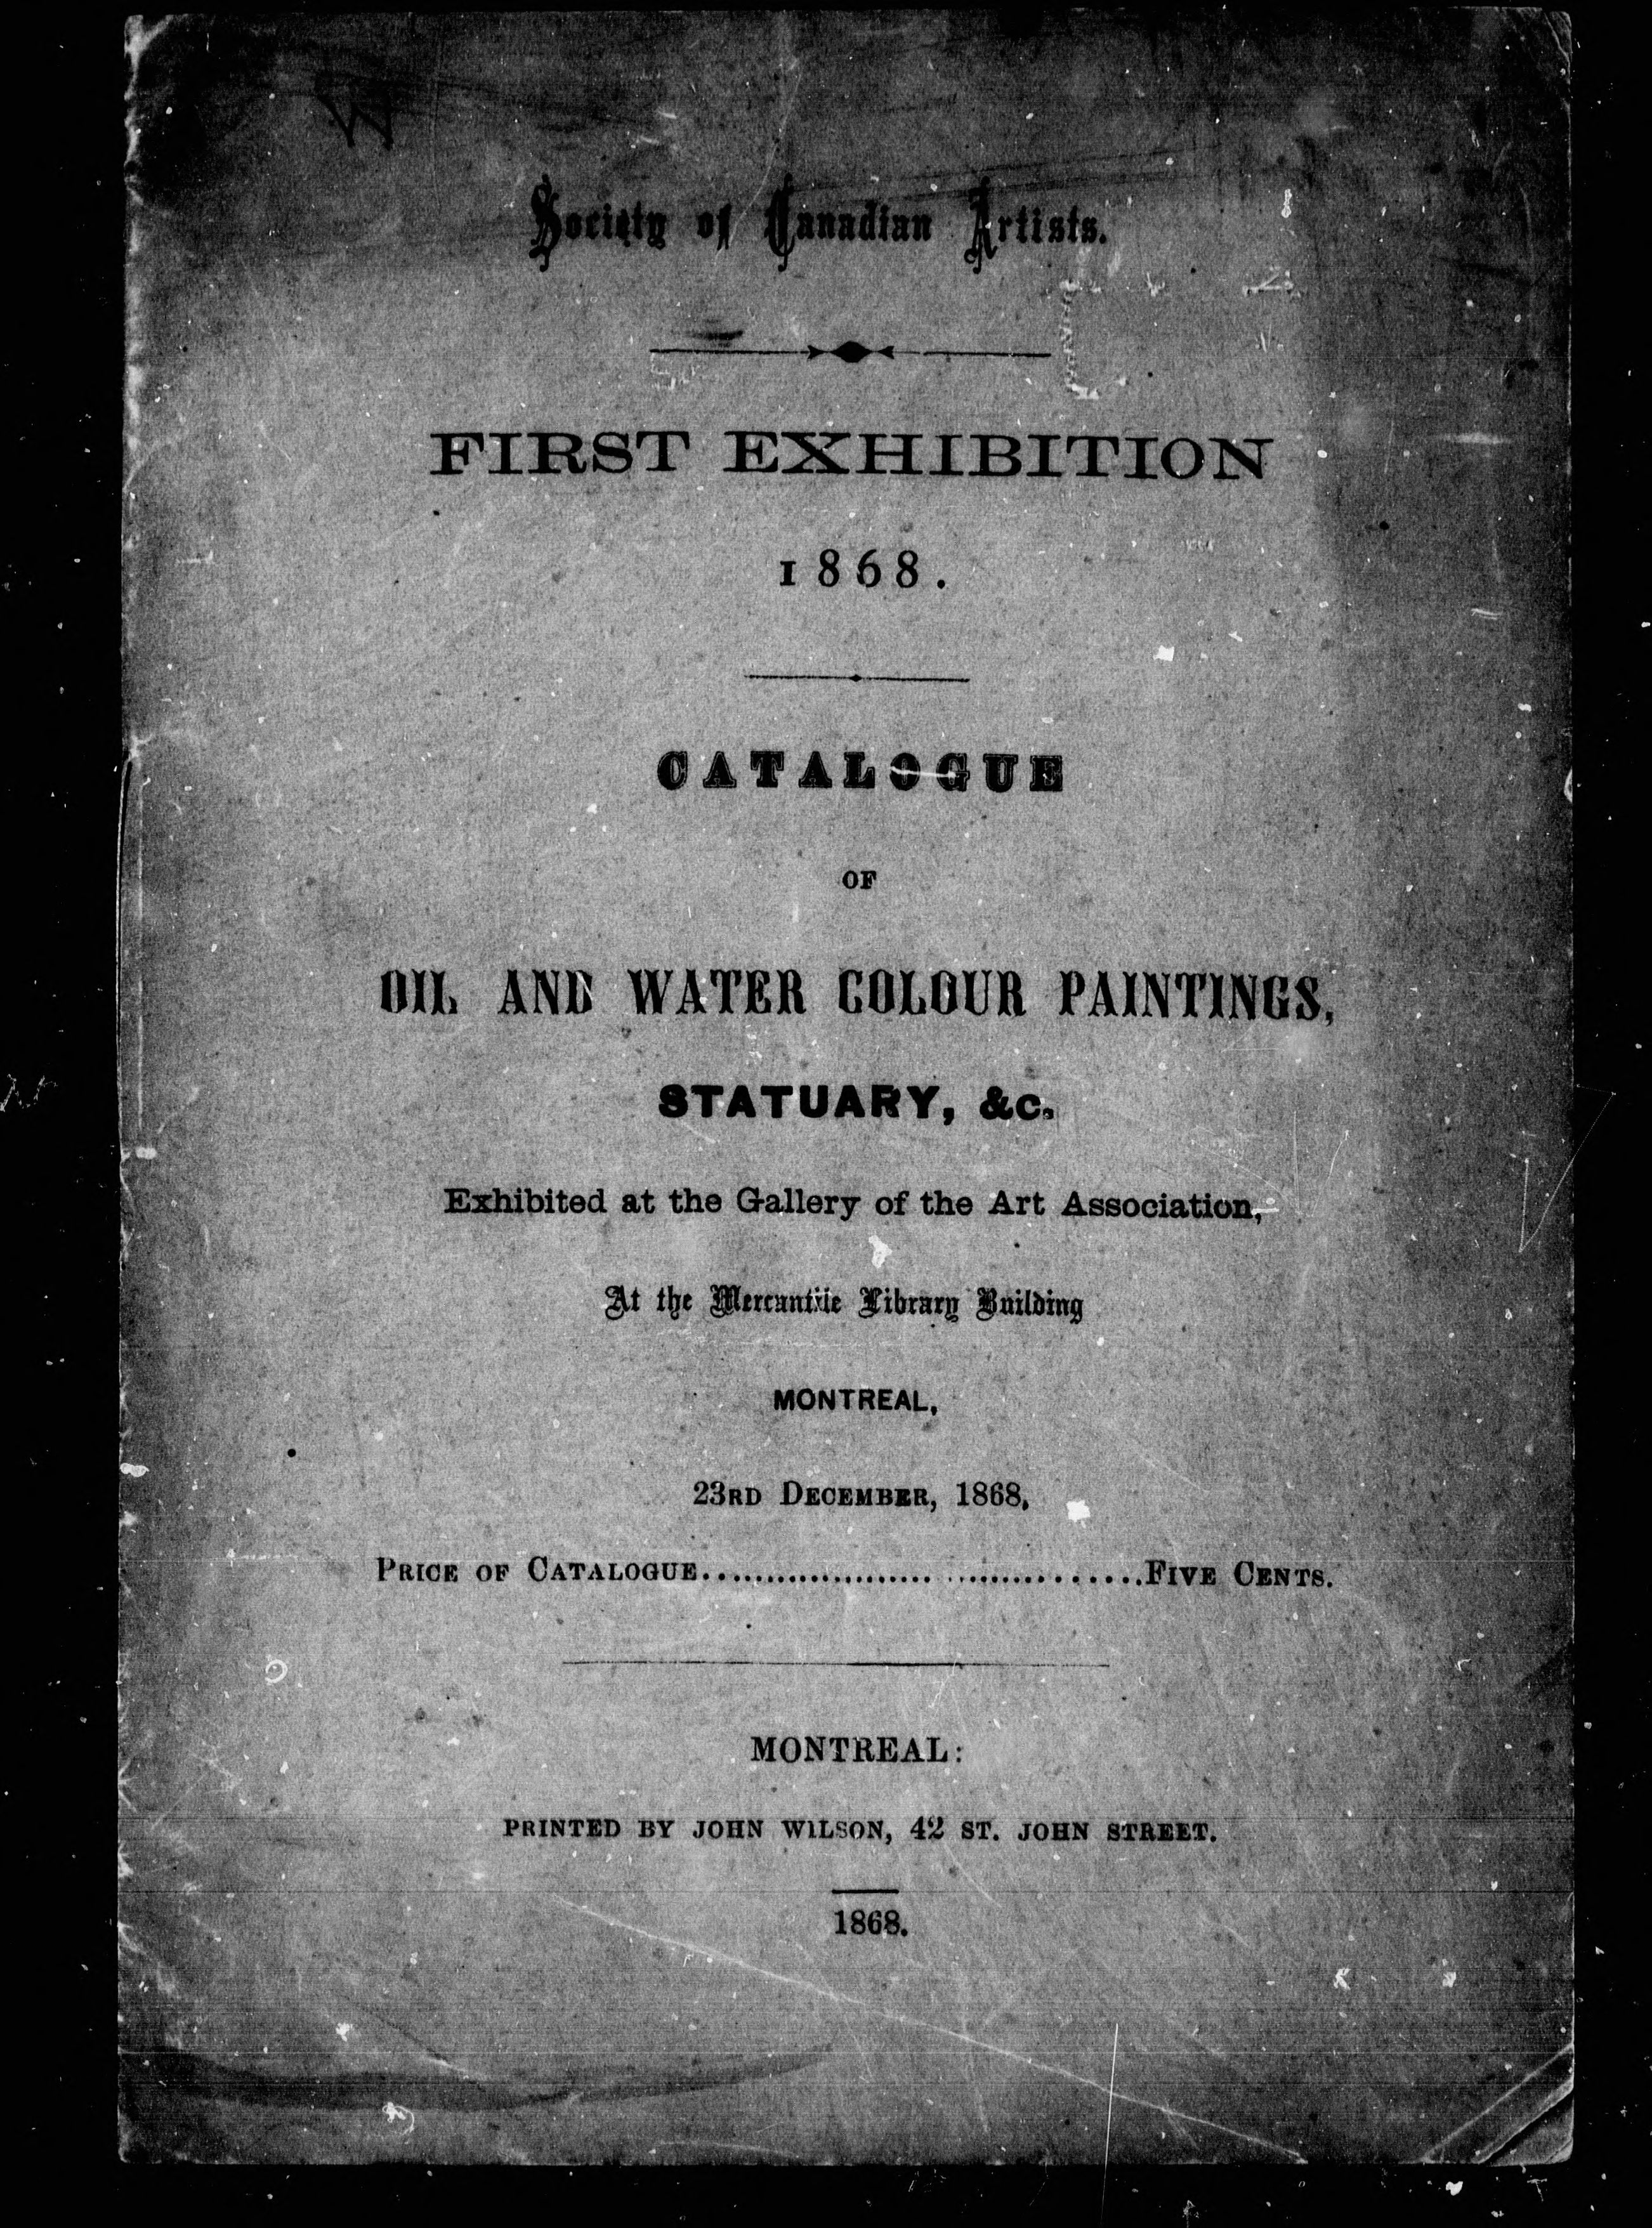 Society of Canadian Artists.
FIRST EXHIBITION
1868.
CATALOGUE
OF
OIL AND WATER COLOUR PAINTINGS,
STATUARY, &c.
Exhibited at the Gallery of the Art Association,
At the Mercantile Library Building
MONTREAL,
23RD DECEMBER, 1868.
PRICE OF CATALOGUE.......................................FIVE CENTS.
MONTREAL:
PRINTED BY JOHN WILSON, 42 ST. JOHN STREET.
1868.